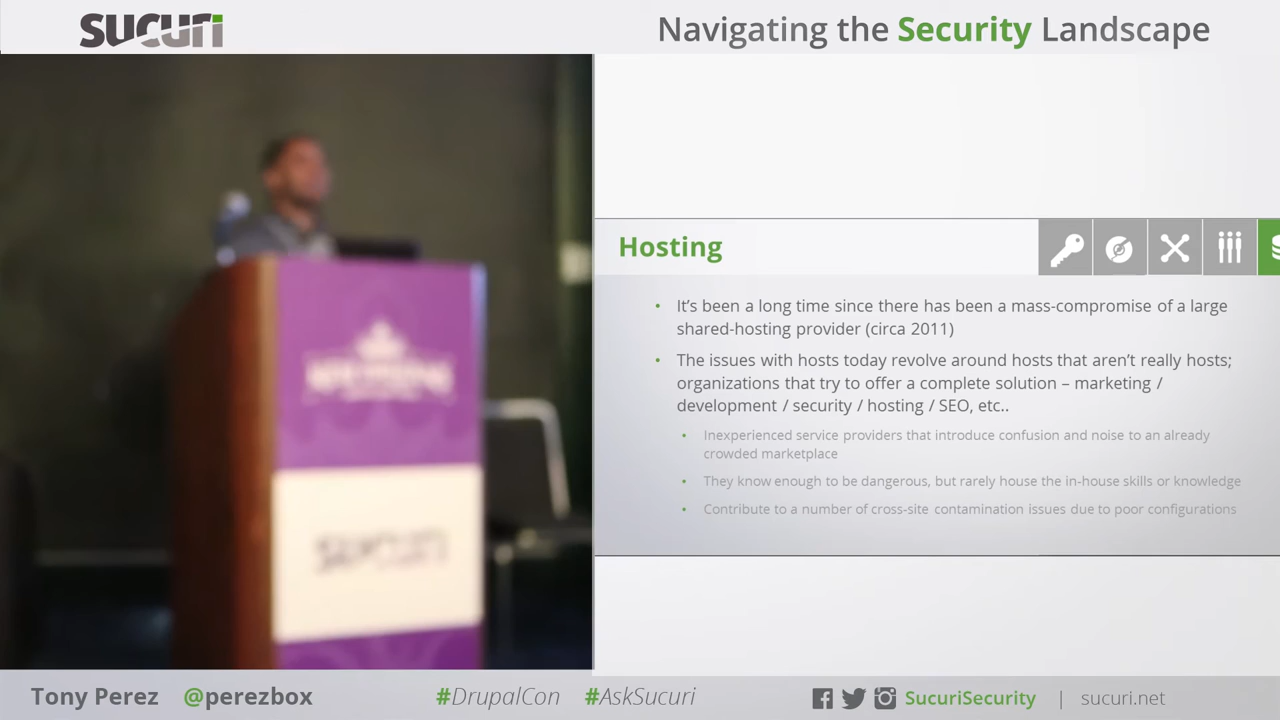 sucuri
Navigating the Security Landscape
Hosting
• It’s been a long time since there has been a mass-compromise of a large
shared-hosting provider (circa 2011)
• The issues with hosts today revolve around hosts that aren’t really hosts;
organizations that try to offer a complete solution – marketing /
development / security / hosting / SEO, etc..
• Inexperienced service providers that introduce confusion and noise to an already
crowded marketplace
• They know enough to be dangerous, but rarely house the in-house skills or knowledge
• Contribute to a number of cross-site contamination issues due to poor configurations
sucuri
Tony Perez @perezbox #DrupalCon #AskSucuri SucuriSecurity | sucuri.net